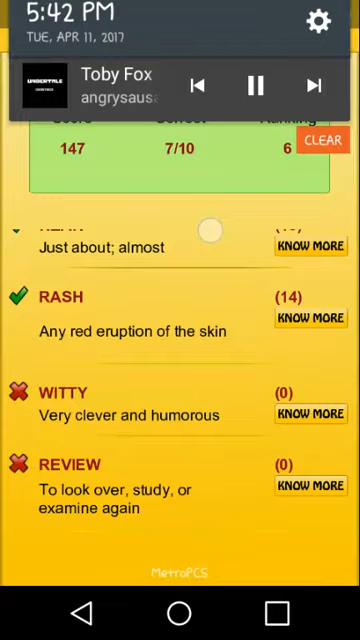 5:42 PM
TUE, APR 11, 2017
UNDERTALE
Toby Fox
angrysausa
CLEAR
147 7/10 6
Just about; almost
KNOW MORE
RASH (14)
KNOW MORE
Any red eruption of the skin
WITTY (0)
Very clever and humorous KNOW MORE
REVIEW (0)
To look over, study, or KNOW MORE
examine again
MetroPCS